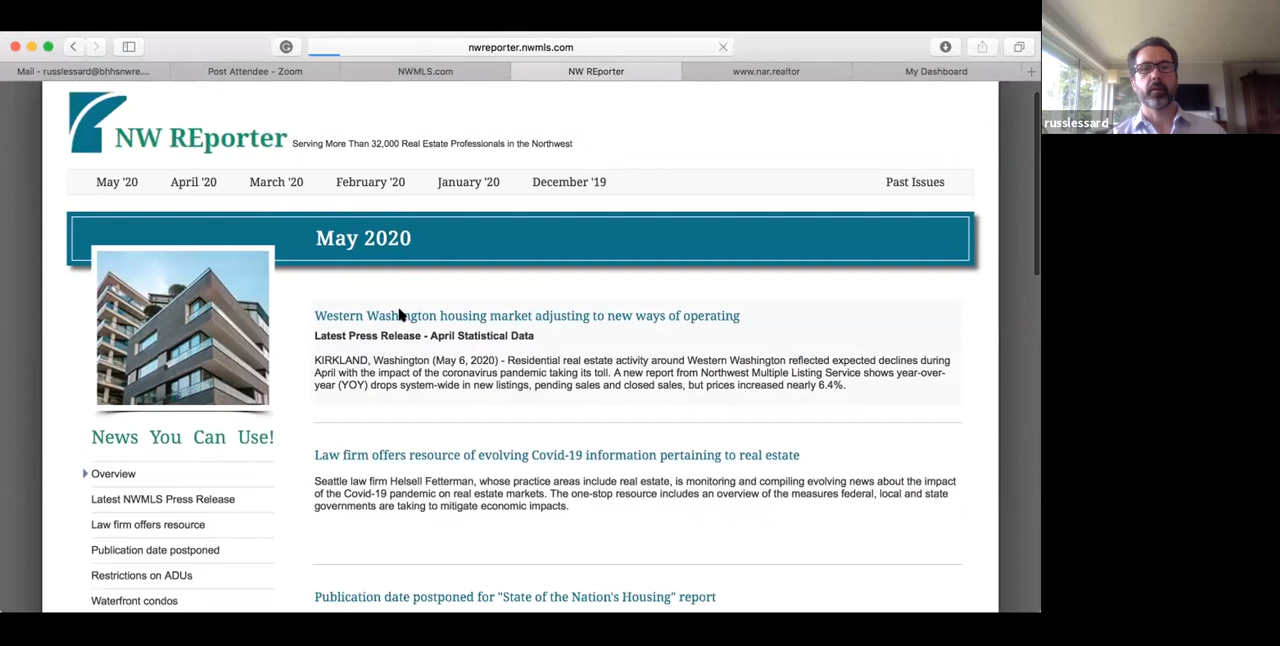 nwreporter.nwmls.com
Mail - russlessard@bhhsnwre....
Post Attendee - Zoom
NWMLS.com
NW REporter
www.nar.realtor
My Dashboard
russlessard
NW REporter Serving More Than 32,000 Real Estate Professionals in the Northwest
May '20 April '20 March '20 February '20 January '20 December '19 Past Issues
May 2020
Western Washington housing market adjusting to new ways of operating
Latest Press Release - April Statistical Data
KIRKLAND, Washington (May 6, 2020) - Residential real estate activity around Western Washington reflected expected declines during
April with the impact of the coronavirus pandemic taking its toll. A new report from Northwest Multiple Listing Service shows year-over-
year (YOY) drops system-wide in new listings, pending sales and closed sales, but prices increased nearly 6.4%.
News You Can Use!
Overview
Latest NWMLS Press Release
Law firm offers resource
Publication date postponed
Restrictions on ADUs
Waterfront condos
Law firm offers resource of evolving Covid-19 information pertaining to real estate
Seattle law firm Helsell Fetterman, whose practice areas include real estate, is monitoring and compiling evolving news about the impact
of the Covid-19 pandemic on real estate markets. The one-stop resource includes an overview of the measures federal, local and state
governments are taking to mitigate economic impacts.
Publication date postponed for "State of the Nation's Housing" report